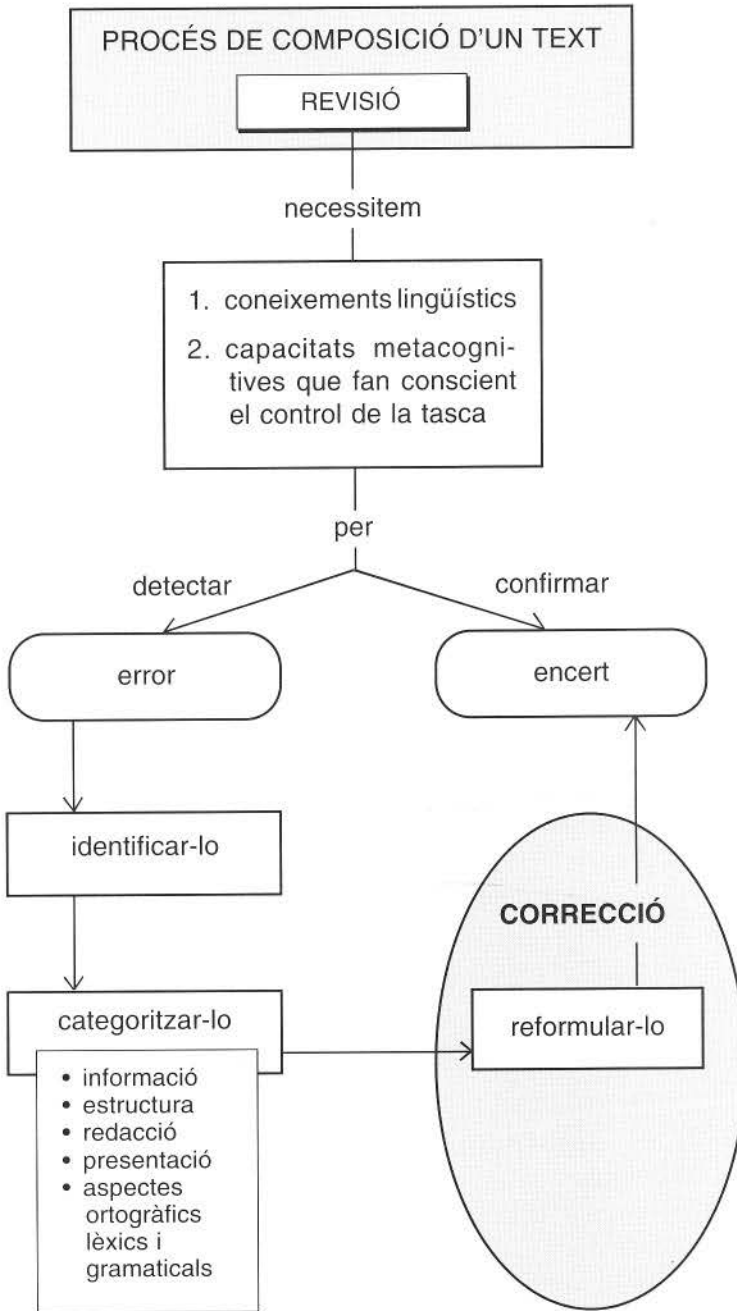 PROCÉS DE COMPOSICIÓ D'UN TEXT
REVISIÓ
necessitem
1. coneixements lingüístics
2. capacitats metacogni-
tives que fan conscient
el control de la tasca
per
detectar
confirmar
error
encert
identificar-lo
CORRECCIÓ
categoritzar-lo
reformular-lo
• informació
• estructura
• redacció
• presentació
• aspectes
ortogràfics
lèxics i
gramaticals